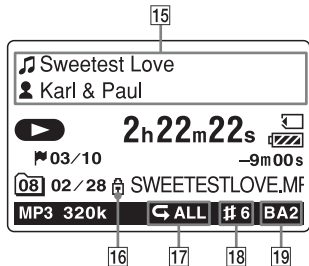 15
Sweetest Love
Karl & Paul
2h22m22s
03/10
–9m00s
08 02/28 SWEETESTLOVE.MP
MP3 320k ALL #6 BA2
16 17 18 19